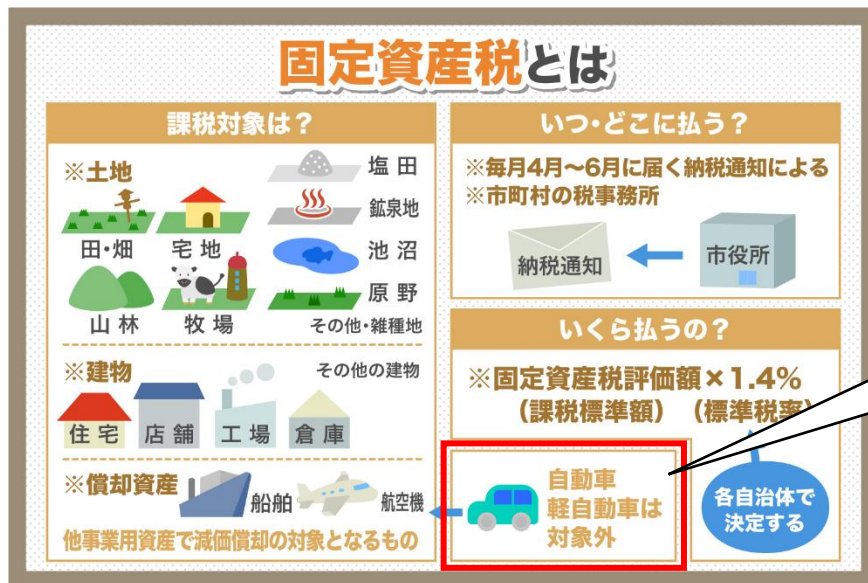 固定資産税とは
課税対象は？
※土地
田・畑
宅地
山林
牧場
塩田
鉱泉地
池沼
原野
その他・雑種地
※建物
その他の建物
住宅
店舗
工場
倉庫
※償却資産
船舶
航空機
他事業用資産で減価償却の対象となるもの
いつ・どこに払う？
※毎月4月〜6月に届く納税通知による
※市町村の税事務所
納税通知
市役所
いくら払うの？
※固定資産税評価額×1.4%
（課税標準額）（標準税率）
自動車
軽自動車は
対象外
各自治体で
決定する